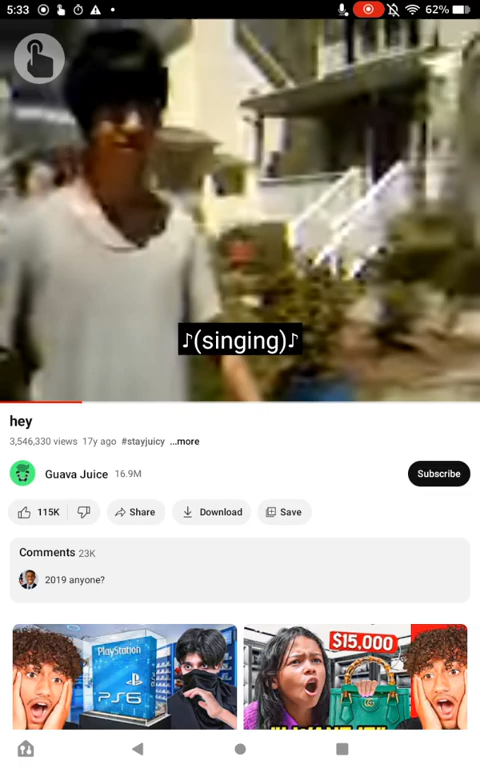 5:33 62%
♪(singing)♪
hey
3,546,330 views 17y ago #stayjuicy ...more
Guava Juice 16.9M Subscribe
115K Share Download Save
Comments 23K
2019 anyone?
PlayStation
PS6
$15,000